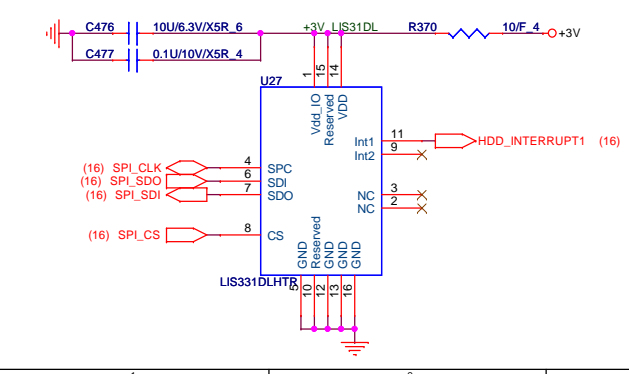 C476 10U/6.3V/X5R_6 +3V_LIS31DL R370 10/F_4 +3V
C477 0.1U/10V/X5R_4
U27
1 15 14
Vdd_IO Reserved VDD
Int1 11 HDD_INTERRUPT1 (16)
Int2 9
(16) SPI_CLK 4 SPC
(16) SPI_SDO 6 SDI
(16) SPI_SDI 7 SDO
NC 3
NC 2
(16) SPI_CS 8 CS
GND Reserved GND GND GND
LIS331DLHTR
5 10 12 13 16